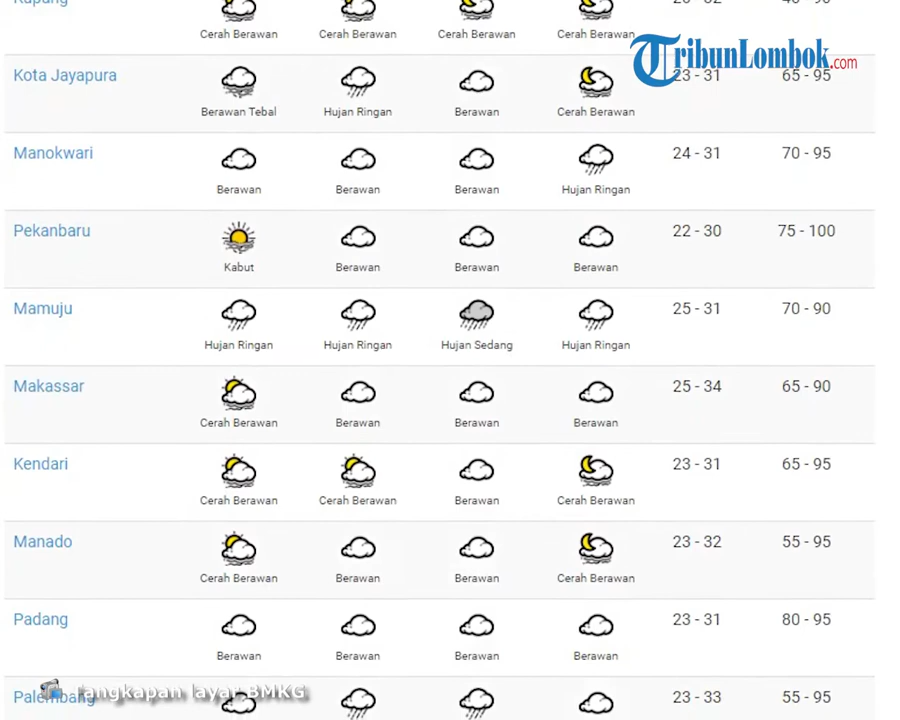 Kupang
Cerah Berawan Cerah Berawan Cerah Berawan Cerah Berawan
TribunLombok.com
Kota Jayapura 23 - 31 65 - 95
Berawan Tebal Hujan Ringan Berawan Cerah Berawan
Manokwari 24 - 31 70 - 95
Berawan Berawan Berawan Hujan Ringan
Pekanbaru 22 - 30 75 - 100
Kabut Berawan Berawan Berawan
Mamuju 25 - 31 70 - 90
Hujan Ringan Hujan Ringan Hujan Sedang Hujan Ringan
Makassar 25 - 34 65 - 90
Cerah Berawan Berawan Berawan Berawan
Kendari 23 - 31 65 - 95
Cerah Berawan Cerah Berawan Berawan Cerah Berawan
Manado 23 - 32 55 - 95
Cerah Berawan Berawan Berawan Cerah Berawan
Padang 23 - 31 80 - 95
Berawan Berawan Berawan Berawan
Palembang 23 - 33 55 - 95
Tangkapan layar BMKG